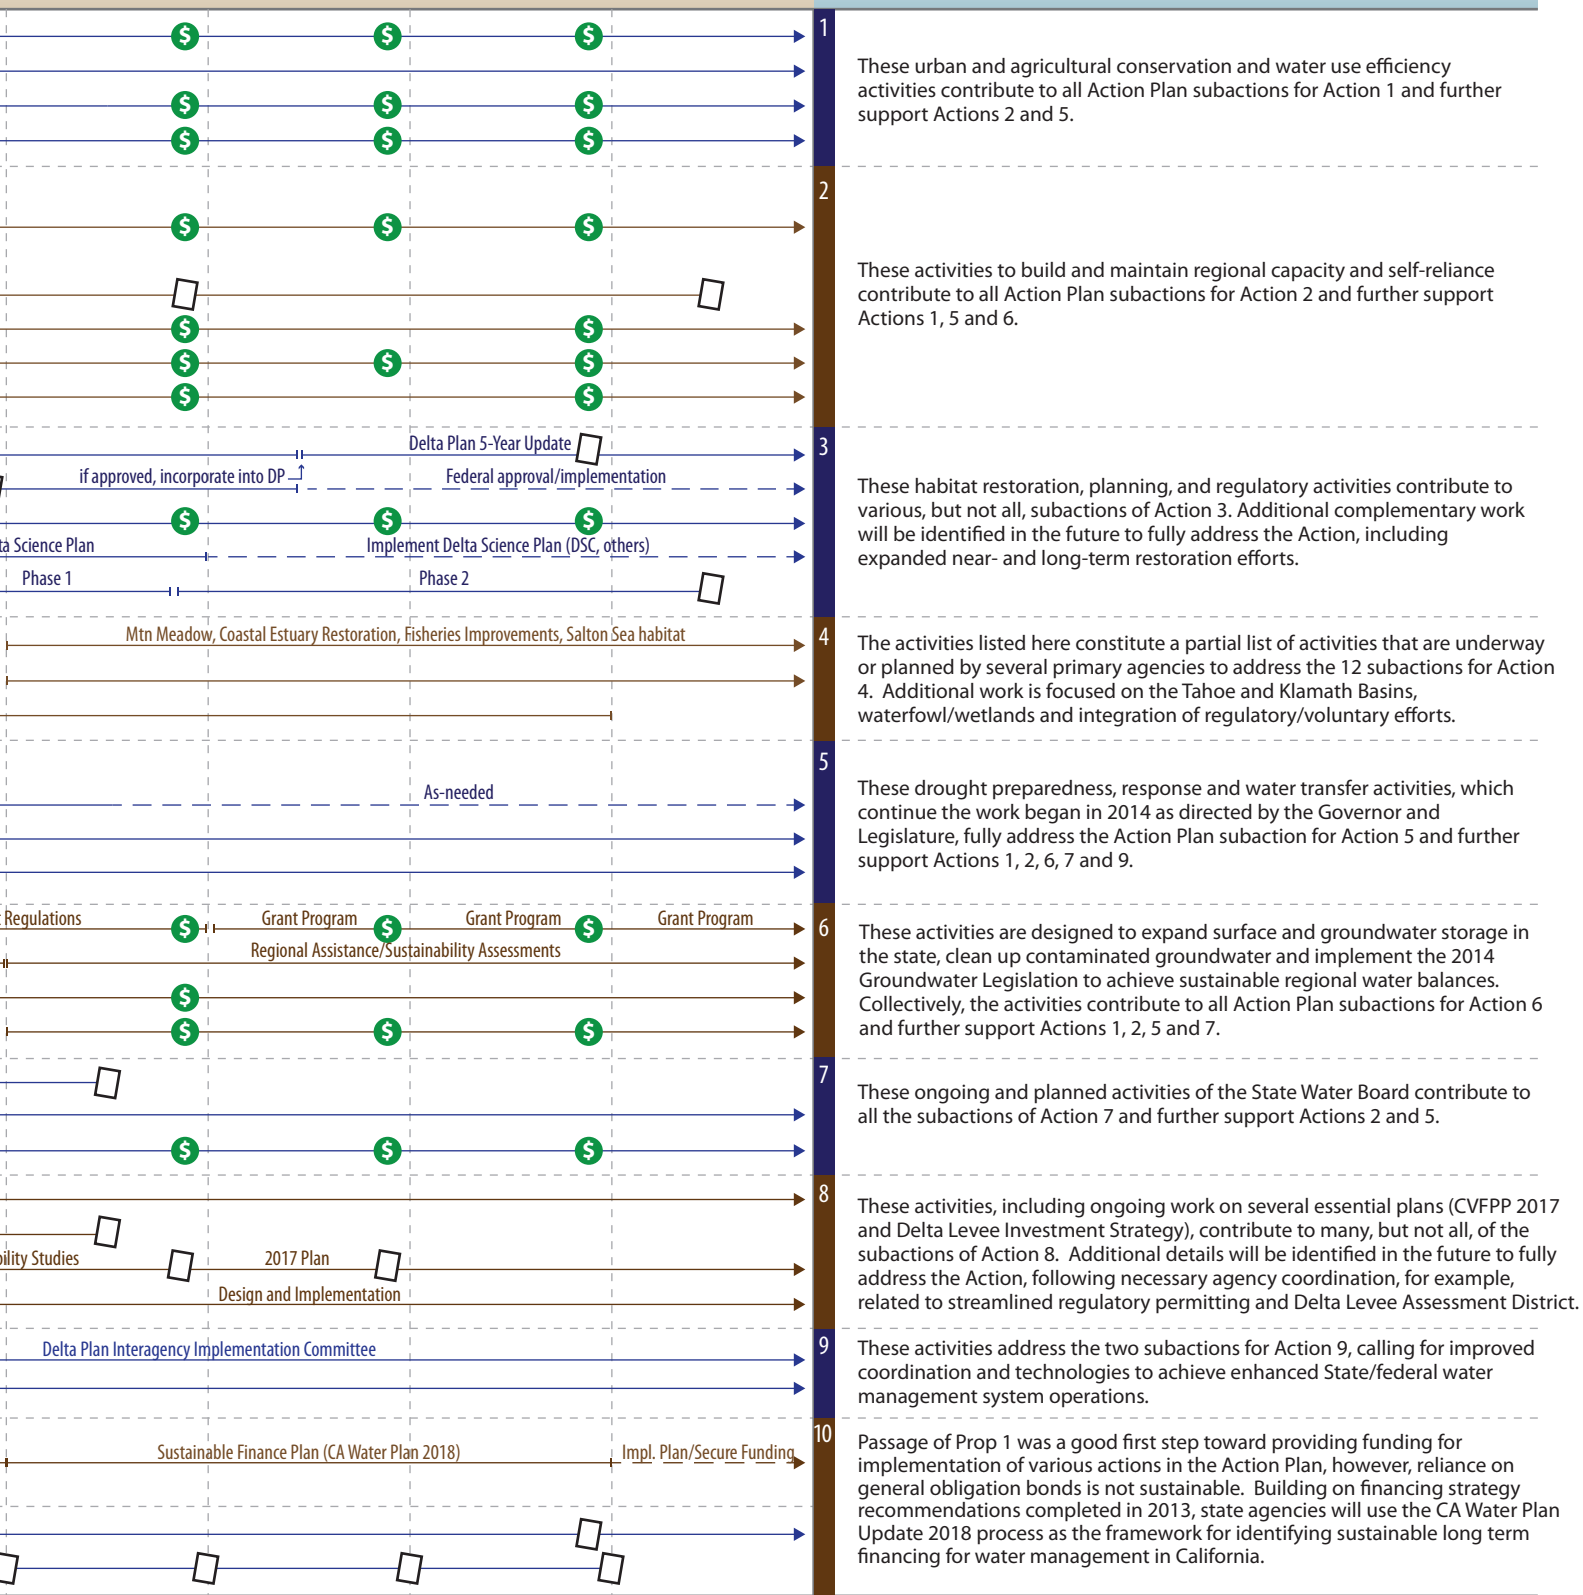 $ $ $
1
$ $ $
$ $ $
These urban and agricultural conservation and water use efficiency
activities contribute to all Action Plan subactions for Action 1 and further
support Actions 2 and 5.
2
$ $ $
$ $
$ $ $
$ $
These activities to build and maintain regional capacity and self-reliance
contribute to all Action Plan subactions for Action 2 and further support
Actions 1, 5 and 6.
3
Delta Plan 5-Year Update
if approved, incorporate into DP
Federal approval/implementation
$ $ $
Science Plan
Implement Delta Science Plan (DSC, others)
Phase 1
Phase 2
These habitat restoration, planning, and regulatory activities contribute to
various, but not all, subactions of Action 3. Additional complementary work
will be identified in the future to fully address the Action, including
expanded near- and long-term restoration efforts.
4
Mtn Meadow, Coastal Estuary Restoration, Fisheries Improvements, Salton Sea habitat
The activities listed here constitute a partial list of activities that are underway
or planned by several primary agencies to address the 12 subactions for Action
4. Additional work is focused on the Tahoe and Klamath Basins,
waterfowl/wetlands and integration of regulatory/voluntary efforts.
5
As-needed
These drought preparedness, response and water transfer activities, which
continue the work began in 2014 as directed by the Governor and
Legislature, fully address the Action Plan subaction for Action 5 and further
support Actions 1, 2, 6, 7 and 9.
6
Regulations
$ Grant Program $ Grant Program $ Grant Program
Regional Assistance/Sustainability Assessments
$
$ $ $
These activities are designed to expand surface and groundwater storage in
the state, clean up contaminated groundwater and implement the 2014
Groundwater Legislation to achieve sustainable regional water balances.
Collectively, the activities contribute to all Action Plan subactions for Action 6
and further support Actions 1, 2, 5 and 7.
7
$ $ $
These ongoing and planned activities of the State Water Board contribute to
all the subactions of Action 7 and further support Actions 2 and 5.
8
bility Studies
2017 Plan
Design and Implementation
These activities, including ongoing work on several essential plans (CVFPP 2017
and Delta Levee Investment Strategy), contribute to many, but not all, of the
subactions of Action 8. Additional details will be identified in the future to fully
address the Action, following necessary agency coordination, for example,
related to streamlined regulatory permitting and Delta Levee Assessment District.
9
Delta Plan Interagency Implementation Committee
These activities address the two subactions for Action 9, calling for improved
coordination and technologies to achieve enhanced State/federal water
management system operations.
10
Sustainable Finance Plan (CA Water Plan 2018)
Impl. Plan/Secure Funding
Passage of Prop 1 was a good first step toward providing funding for
implementation of various actions in the Action Plan, however, reliance on
general obligation bonds is not sustainable. Building on financing strategy
recommendations completed in 2013, state agencies will use the CA Water Plan
Update 2018 process as the framework for identifying sustainable long term
financing for water management in California.